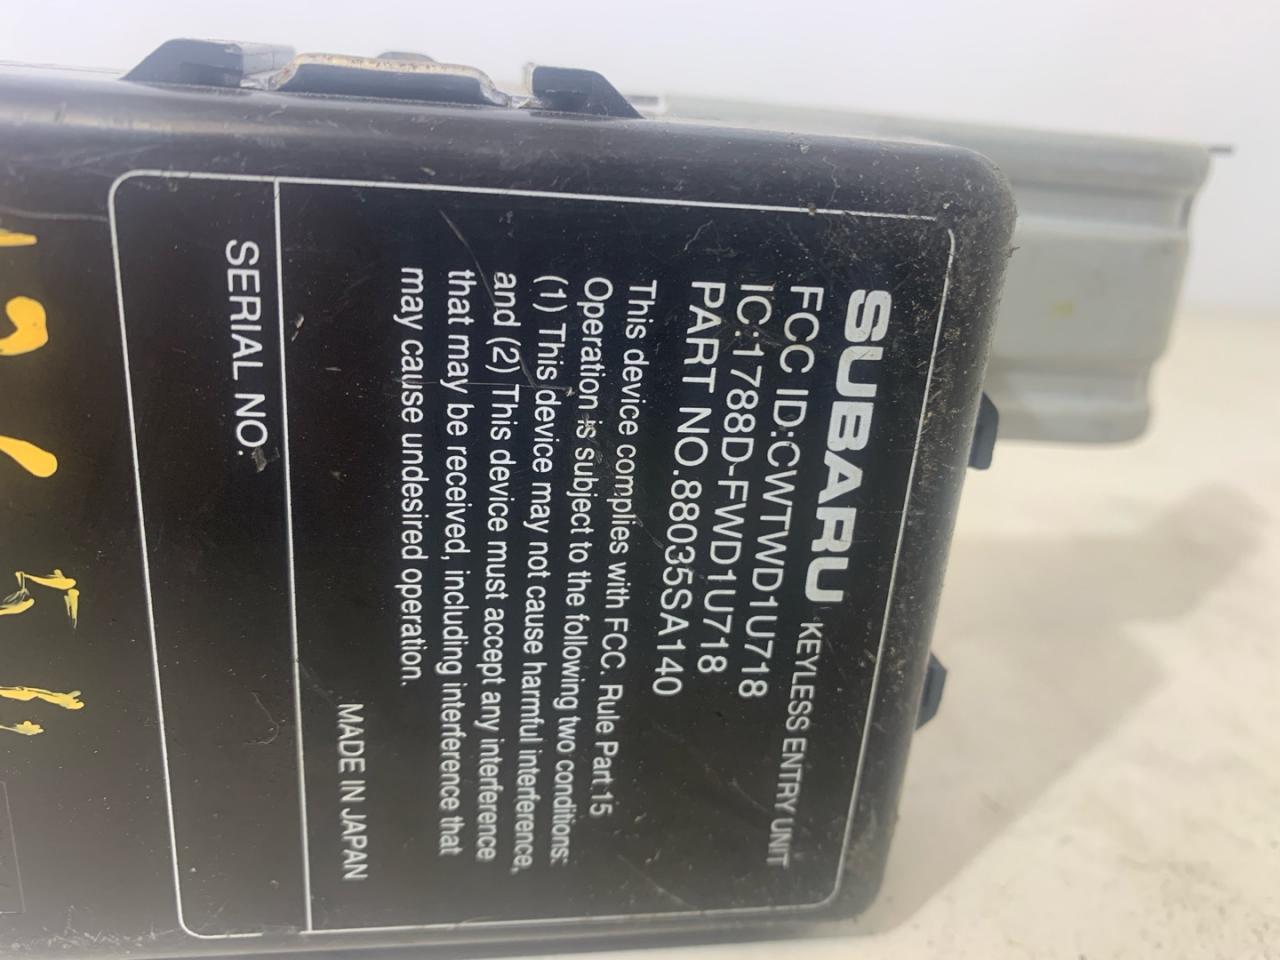 SUBARU KEYLESS ENTRY UNIT
FCC ID:CWTWD1U718
IC:1788D-FWD1U718
PART NO.88035SA140
This device complies with FCC. Rule Part 15
Operation is subject to the following two conditions:
(1) This device may not cause harmful interference,
and (2) This device must accept any interference
that may be received, including interference that
may cause undesired operation.
MADE IN JAPAN
SERIAL NO.